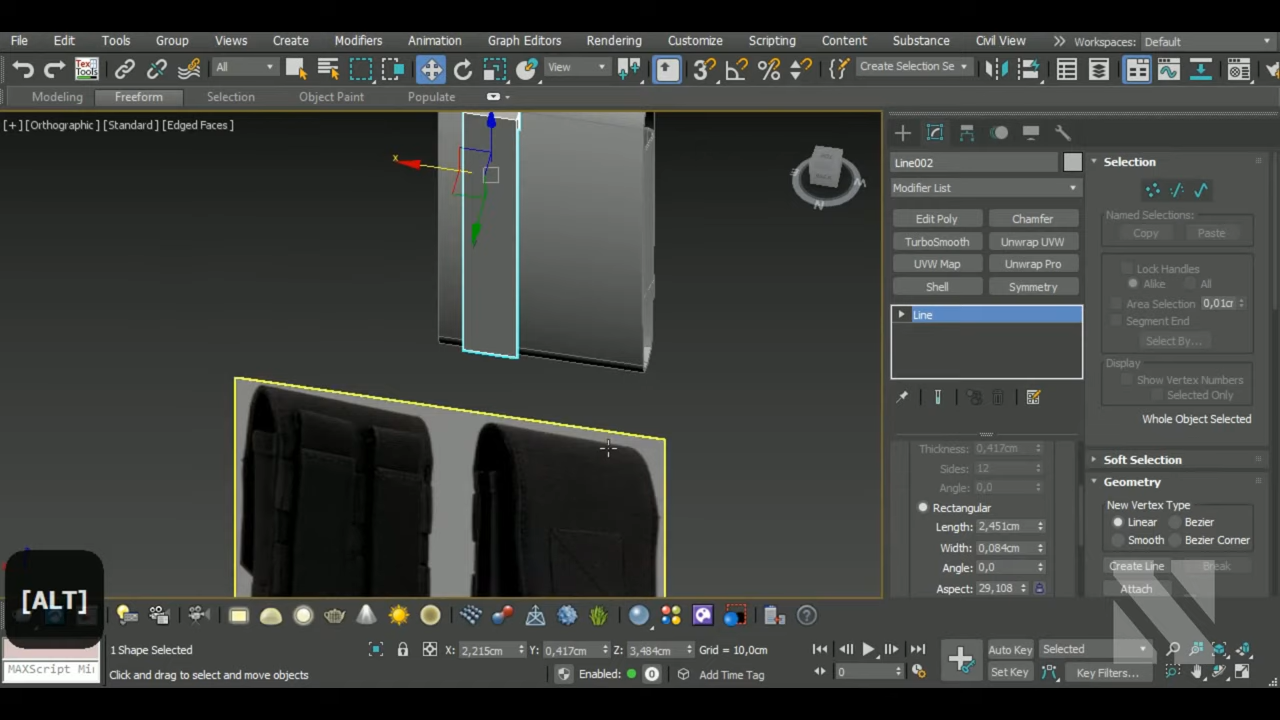 File Edit Tools Group Views Create Modifiers Animation Graph Editors Rendering Customize Scripting Content Substance Civil View Workspaces: Default
Tex Tools All View Create Selection Se
Modeling Freeform Selection Object Paint Populate
[+] [Orthographic] [Standard] [Edged Faces]
x
N
Line002
Modifier List
Edit Poly Chamfer
TurboSmooth Unwrap UVW
UVW Map Unwrap Pro
Shell Symmetry
Line
Thickness: 0,417cm
Sides: 12
Angle: 0,0
Rectangular
Length: 2,451cm
Width: 0,084cm
Angle: 0,0
Aspect: 29,108
Selection
Named Selections:
Copy Paste
Lock Handles
Alike All
Area Selection 0,01cr
Segment End
Select By...
Display
Show Vertex Numbers
Selected Only
Whole Object Selected
Soft Selection
Geometry
New Vertex Type
Linear Bezier
Smooth Bezier Corner
Create Line Break
Attach
[ALT]
1 Shape Selected X: 2,215cm Y: 0,417cm Z: 3,484cm Grid = 10,0cm Auto Key Selected
MAXScript Mi Click and drag to select and move objects Enabled: 0 Add Time Tag 0 Set Key Key Filters...